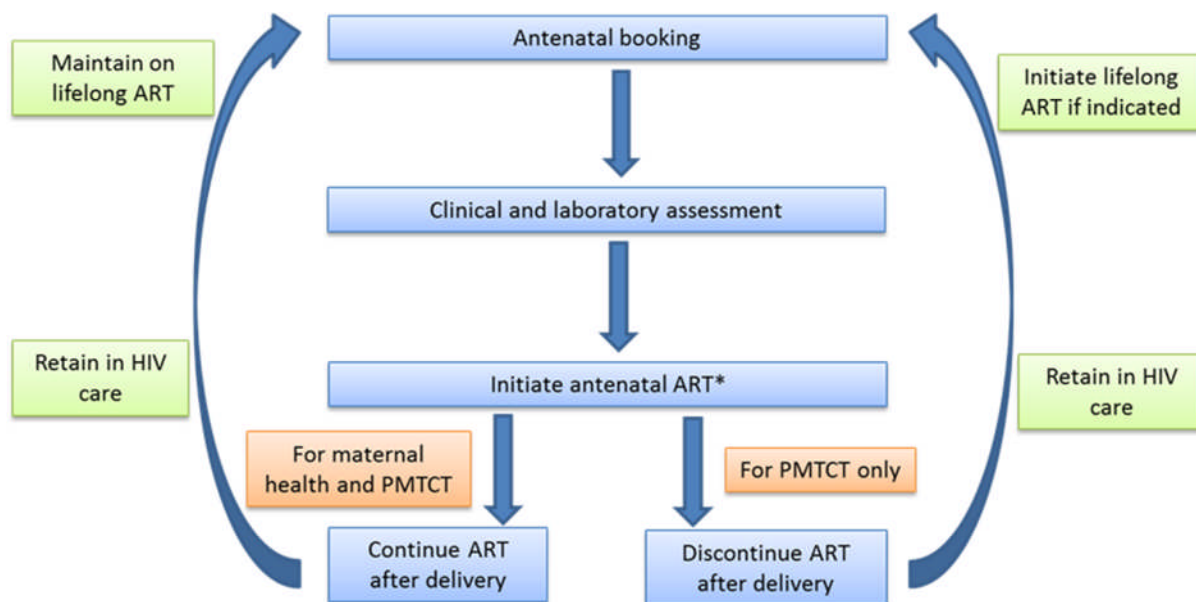 Antenatal booking
Maintain on
lifelong ART
Initiate lifelong
ART if indicated
Clinical and laboratory assessment
Retain in HIV
care
Initiate antenatal ART*
Retain in HIV
care
For maternal
health and PMTCT
For PMTCT only
Continue ART
after delivery
Discontinue ART
after delivery